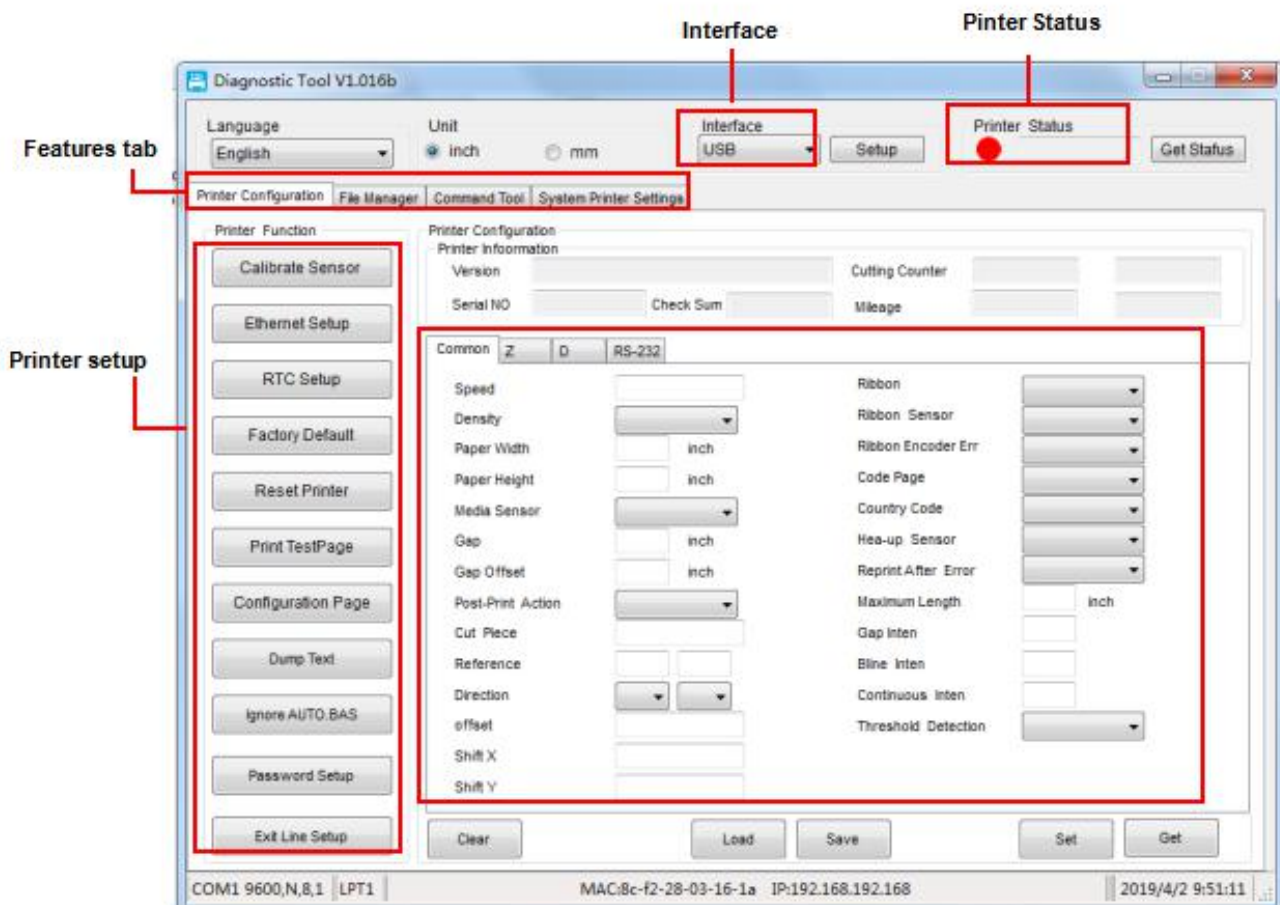 Interface
Pinter Status
Diagnostic Tool V1.016b
Language Unit Interface Printer Status
English inch mm USB Setup Get Status
Features tab
Printer Configuration File Manager Command Tool System Printer Settings
Printer Function
Printer Configuration
Printer Infoormation
Version Cutting Counter
Serial NO Check Sum Mileage
Calibrate Sensor
Ethernet Setup
RTC Setup
Factory Default
Reset Printer
Print TestPage
Configuration Page
Dump Text
Ignore AUTO.BAS
Password Setup
Exit Line Setup
Printer setup
Common Z D RS-232
Speed
Density
Paper Width inch
Paper Height inch
Media Sensor
Gap inch
Gap Offset inch
Post-Print Action
Cut Piece
Reference
Direction
offset
Shift X
Shift Y
Ribbon
Ribbon Sensor
Ribbon Encoder Err
Code Page
Country Code
Hea-up Sensor
Reprint After Error
Maximum Length inch
Gap Inten
Bline Inten
Continuous Inten
Threshold Detection
Clear Load Save Set Get
COM1 9600,N,8,1 LPT1 MAC:8c-f2-28-03-16-1a IP:192.168.192.168 2019/4/2 9:51:11